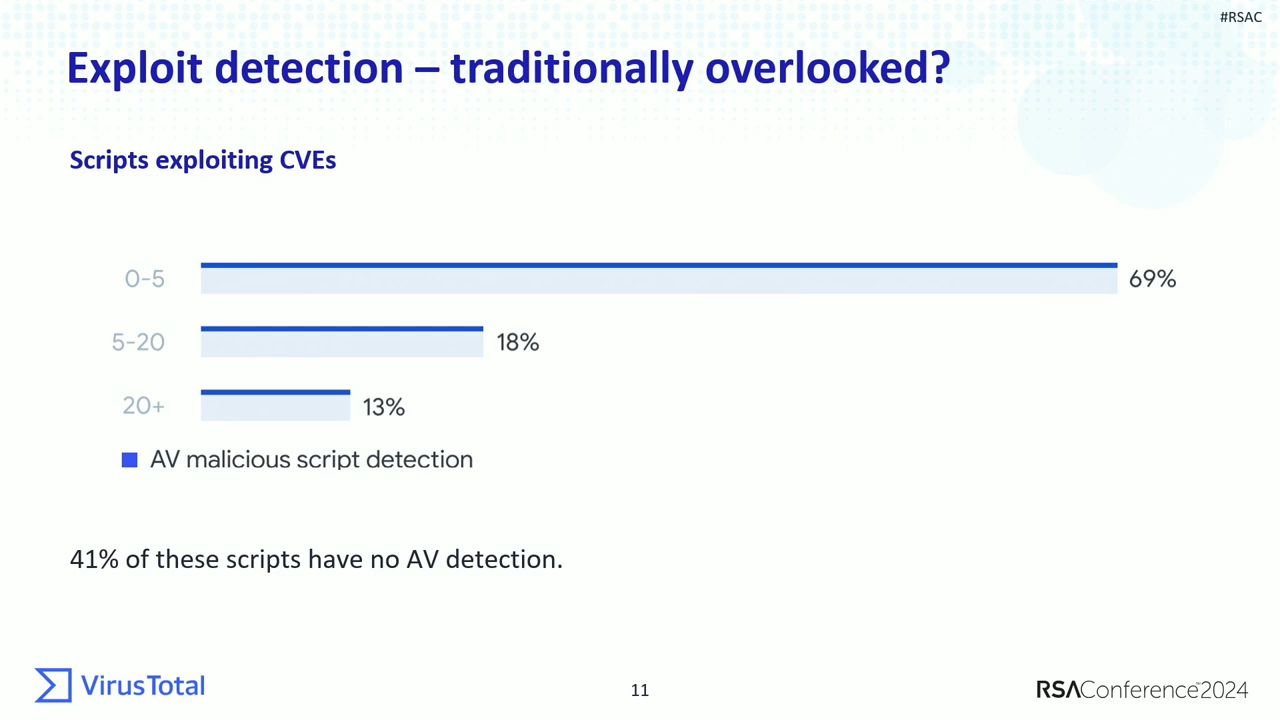 #RSAC
Exploit detection – traditionally overlooked?
Scripts exploiting CVEs
0-5 69%
5-20 18%
20+ 13%
AV malicious script detection
41% of these scripts have no AV detection.
VirusTotal
11
RSAConference™2024